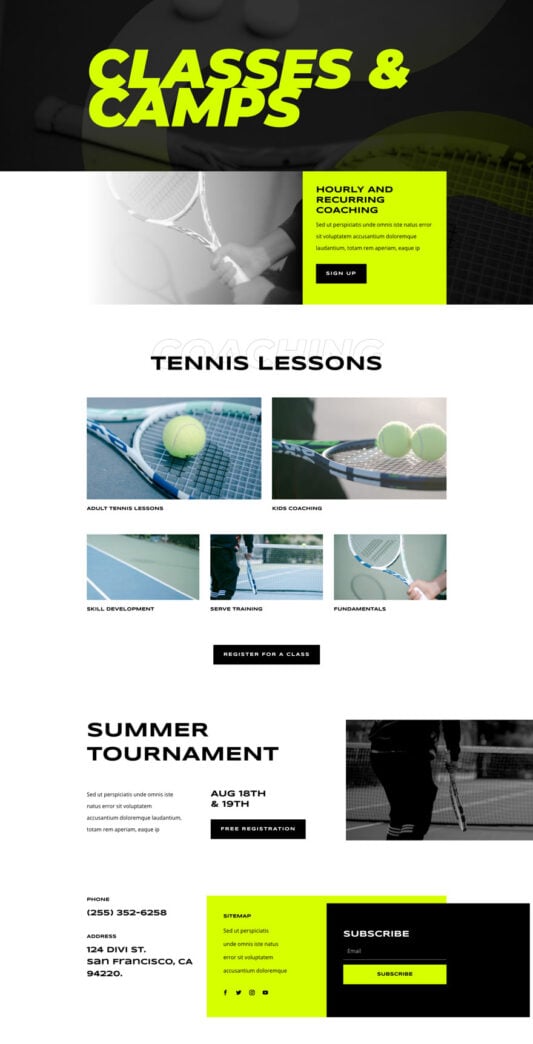 CLASSES &
CAMPS
HOURLY AND
RECURRING
COACHING
Sed ut perspiciatis unde omnis iste natus error
sit voluptatem accusantium doloremque
laudantium, totam rem aperiam, eaque ip
SIGN UP
COACHING
TENNIS LESSONS
ADULT TENNIS LESSONS
KIDS COACHING
SKILL DEVELOPMENT
SERVE TRAINING
FUNDAMENTALS
REGISTER FOR A CLASS
SUMMER
TOURNAMENT
Sed ut perspiciatis unde omnis iste
natus error sit voluptatem
accusantium doloremque laudantium,
totam rem aperiam, eaque ip
AUG 18TH
& 19TH
FREE REGISTRATION
PHONE
(255) 352-6258
ADDRESS
124 DIVI ST.
San Francisco, CA
94220.
SITEMAP
Sed ut perspiciatis
unde omnis iste natus error
sit voluptatem
accusantium doloremque
SUBSCRIBE
Email
SUBSCRIBE